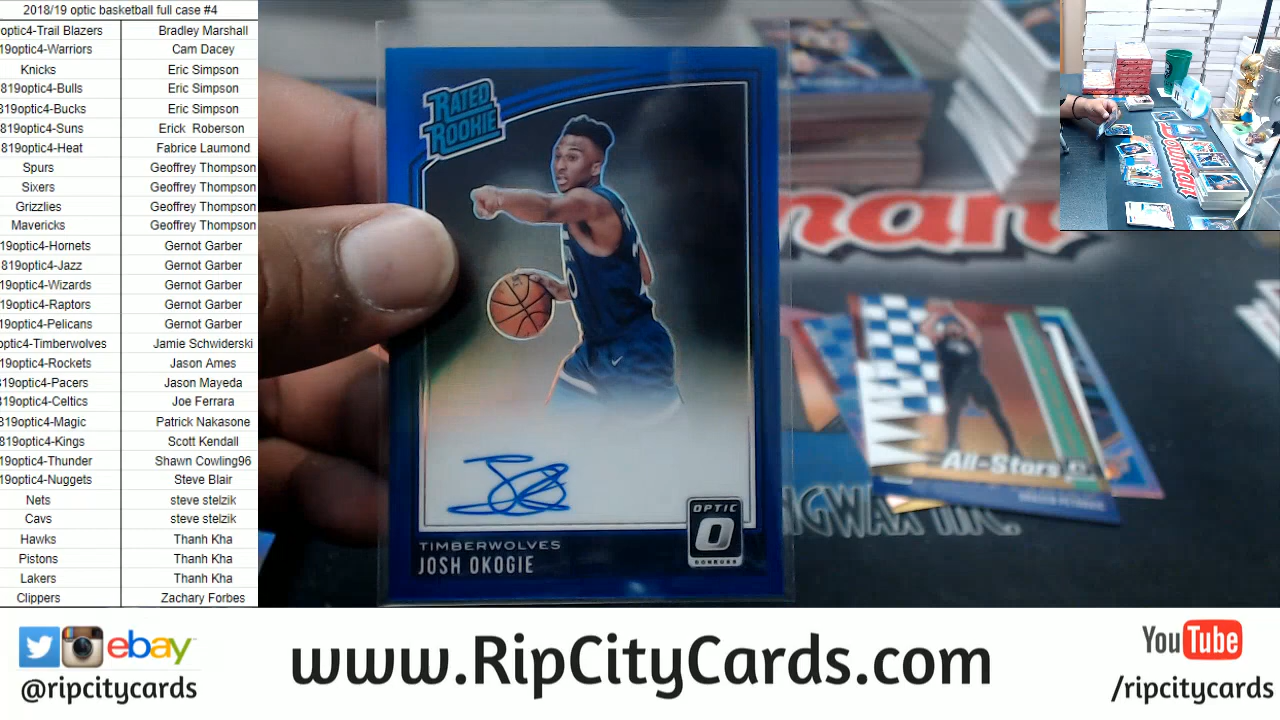 2018/19 optic basketball full case #4
optic4-Trail Blazers Bradley Marshall
19optic4-Warriors Cam Dacey
Knicks Eric Simpson
819optic4-Bulls Eric Simpson
819optic4-Bucks Eric Simpson
819optic4-Suns Erick Roberson
819optic4-Heat Fabrice Laumond
Spurs Geoffrey Thompson
Sixers Geoffrey Thompson
Grizzlies Geoffrey Thompson
Mavericks Geoffrey Thompson
19optic4-Hornets Gernot Garber
819optic4-Jazz Gernot Garber
19optic4-Wizards Gernot Garber
19optic4-Raptors Gernot Garber
19optic4-Pelicans Gernot Garber
optic4-Timberwolves Jamie Schwiderski
19optic4-Rockets Jason Ames
819optic4-Pacers Jason Mayeda
819optic4-Celtics Joe Ferrara
819optic4-Magic Patrick Nakasone
819optic4-Kings Scott Kendall
19optic4-Thunder Shawn Cowling96
19optic4-Nuggets Steve Blair
Nets steve stelzik
Cavs steve stelzik
Hawks Thanh Kha
Pistons Thanh Kha
Lakers Thanh Kha
Clippers Zachary Forbes
RATED
ROOKIE
OPTIC
O
DONRUSS
TIMBERWOLVES
JOSH OKOGIE
All-Stars
INGWAX INC.
ebay
@ripcitycards
www.RipCityCards.com
YouTube
/ripcitycards